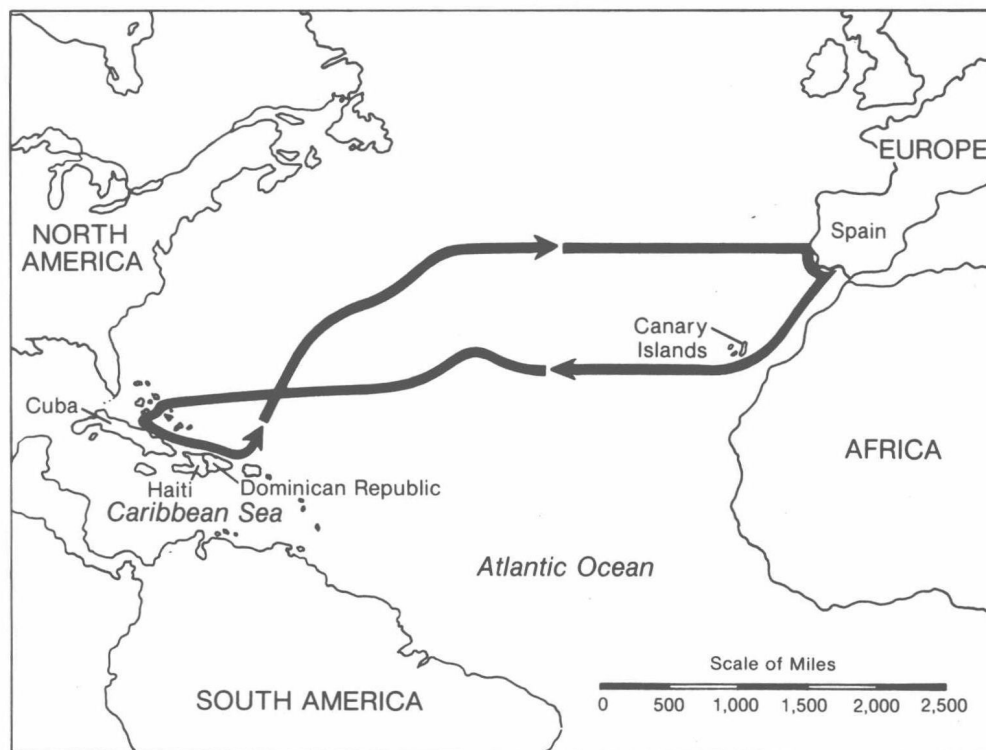 EUROPE
NORTH
AMERICA
Spain
Canary
Islands
Cuba
Haiti
Dominican Republic
Caribbean Sea
AFRICA
Atlantic Ocean
SOUTH AMERICA
Scale of Miles
0 500 1,000 1,500 2,000 2,500